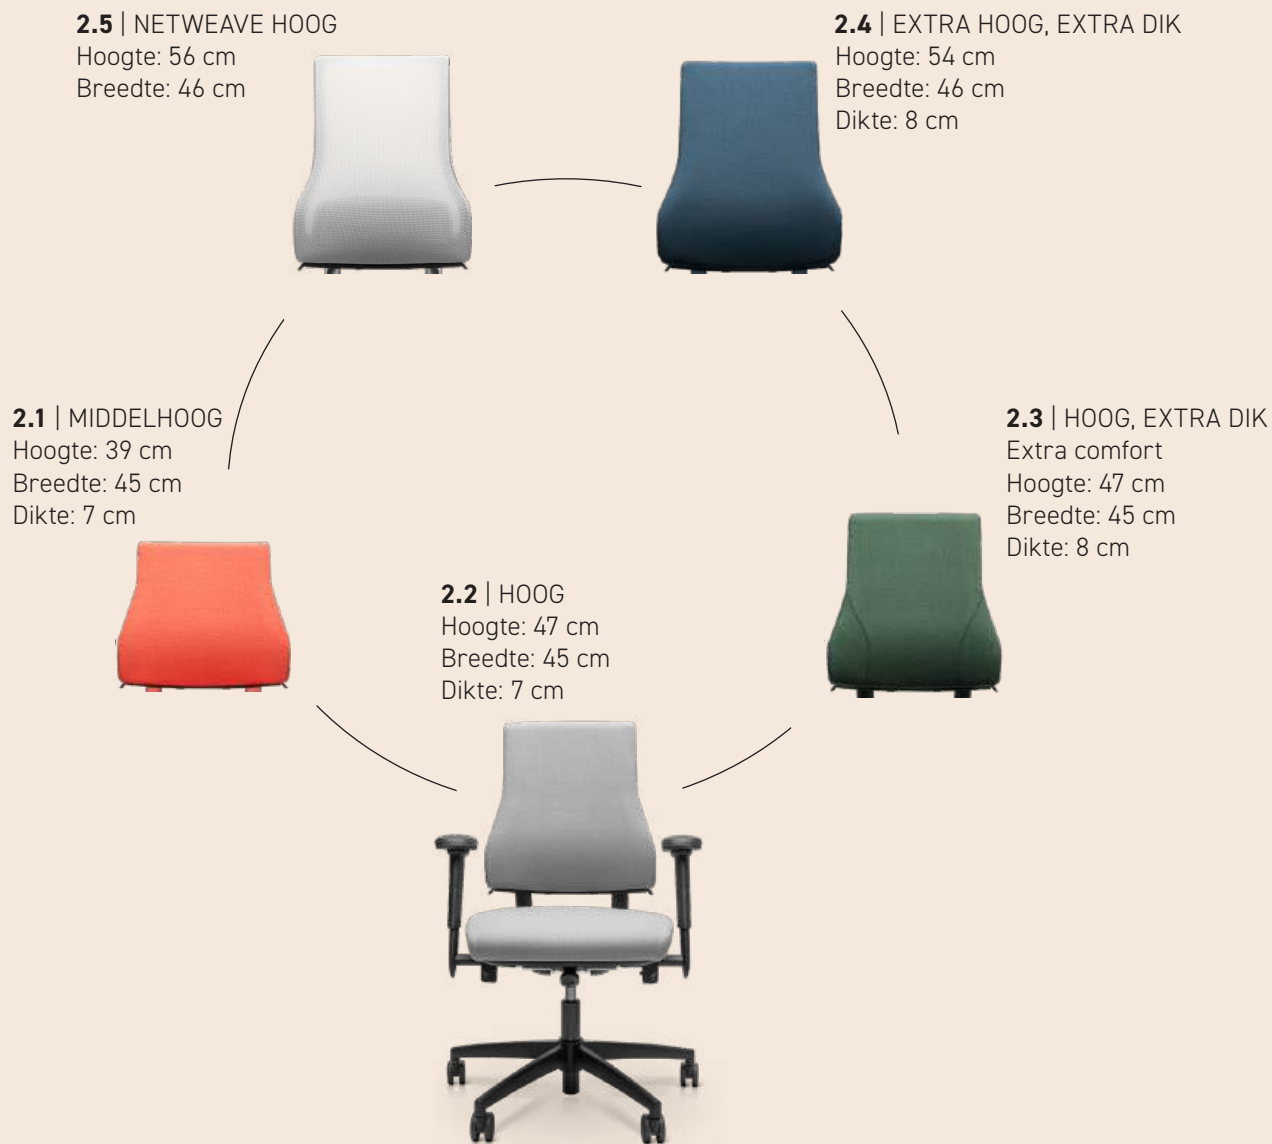 2.5 | NETWEAVE HOOG
Hoogte: 56 cm
Breedte: 46 cm
2.4 | EXTRA HOOG, EXTRA DIK
Hoogte: 54 cm
Breedte: 46 cm
Dikte: 8 cm
2.1 | MIDDELHOOG
Hoogte: 39 cm
Breedte: 45 cm
Dikte: 7 cm
2.3 | HOOG, EXTRA DIK
Extra comfort
Hoogte: 47 cm
Breedte: 45 cm
Dikte: 8 cm
2.2 | HOOG
Hoogte: 47 cm
Breedte: 45 cm
Dikte: 7 cm